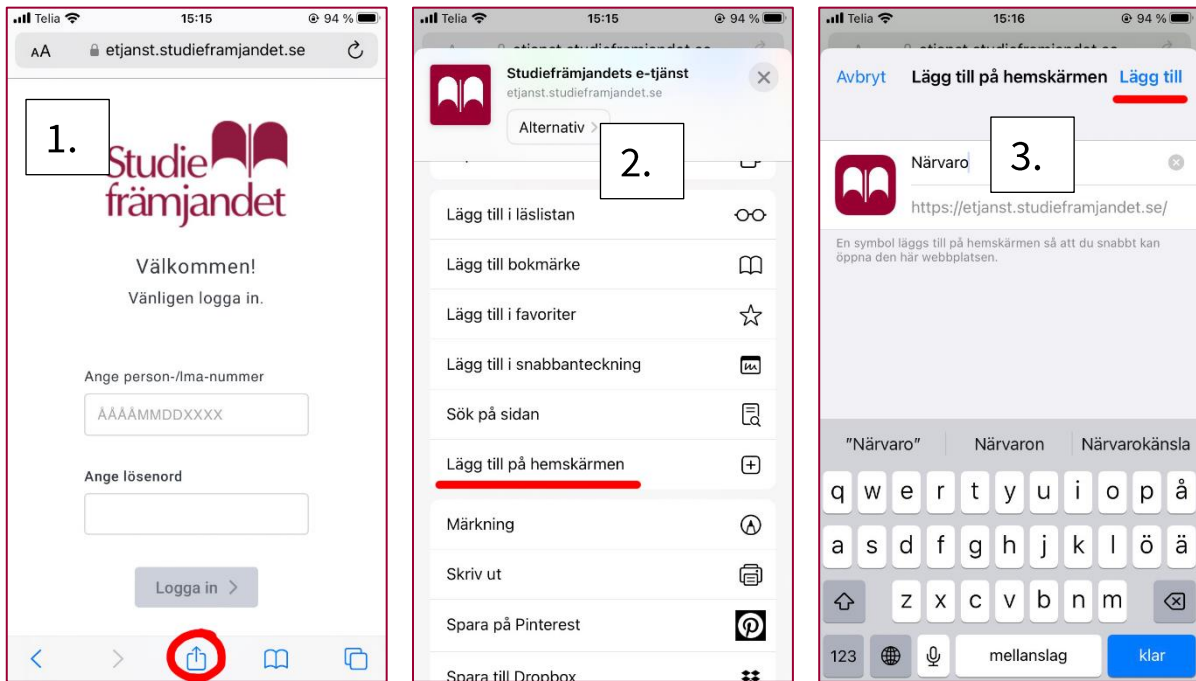 Telia 15:15 94 %
AA etjanst.studieframjandet.se
1.
Studie
främjandet
Välkommen!
Vänligen logga in.
Ange person-/lma-nummer
ÅÅÅÅMMDDXXXX
Ange lösenord
Logga in >
Telia 15:15 94 %
Studiefrämjandets e-tjänst
etjanst.studieframjandet.se
Alternativ >
2.
Lägg till i läslistan
Lägg till bokmärke
Lägg till i favoriter
Lägg till i snabbanteckning
Sök på sidan
Lägg till på hemskärmen
Märkning
Skriv ut
Spara på Pinterest
Spara till Dropbox
Telia 15:16 94 %
Avbryt Lägg till på hemskärmen Lägg till
3.
Närvaro
https://etjanst.studieframjandet.se/
En symbol läggs till på hemskärmen så att du snabbt kan
öppna den här webbplatsen.
"Närvaro" Närvaron Närvarokänsla
q w e r t y u i o p å
a s d f g h j k l ö ä
z x c v b n m
123 mellanslag klar